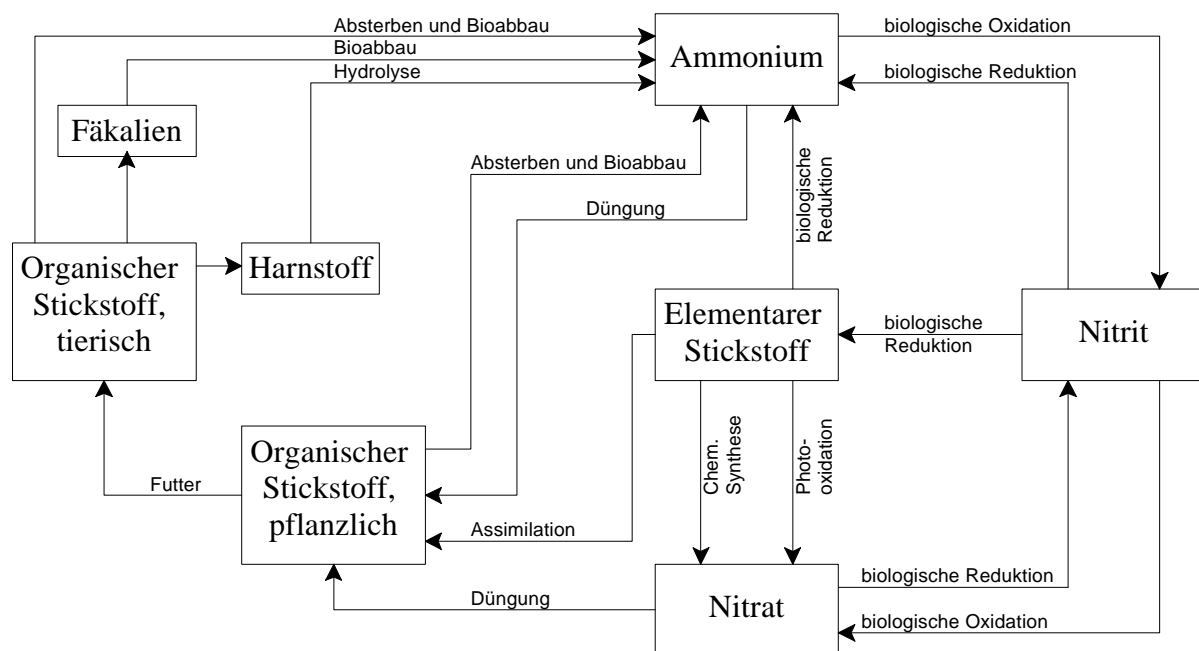 Absterben und Bioabbau
Bioabbau
Hydrolyse
Ammonium
biologische Oxidation
biologische Reduktion
Fäkalien
Absterben und Bioabbau
Düngung
biologische
Reduktion
Organischer
Stickstoff,
tierisch
Harnstoff
Elementarer
Stickstoff
biologische
Reduktion
Nitrit
Organischer
Stickstoff,
pflanzlich
Futter
Assimilation
Chem.
Synthese
Photo-
oxidation
Düngung
Nitrat
biologische Reduktion
biologische Oxidation